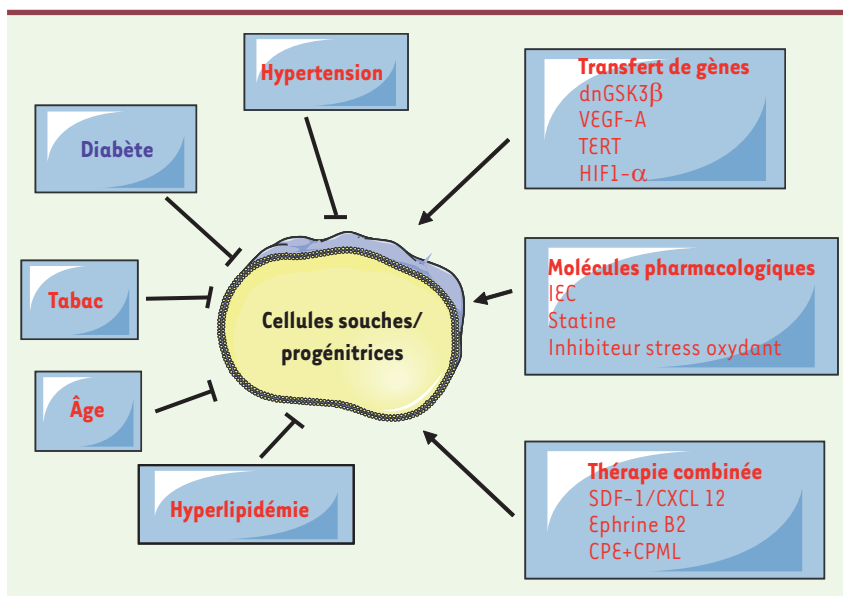 Hypertension
Diabète
Tabac
Âge
Hyperlipidémie
Cellules souches/
progénitrices
Transfert de gènes
dnGSK3β
VEGF-A
TERT
HIF1-α
Molécules pharmacologiques
IEC
Statine
Inhibiteur stress oxydant
Thérapie combinée
SDF-1/CXCL 12
Ephrine B2
CPE+CPML